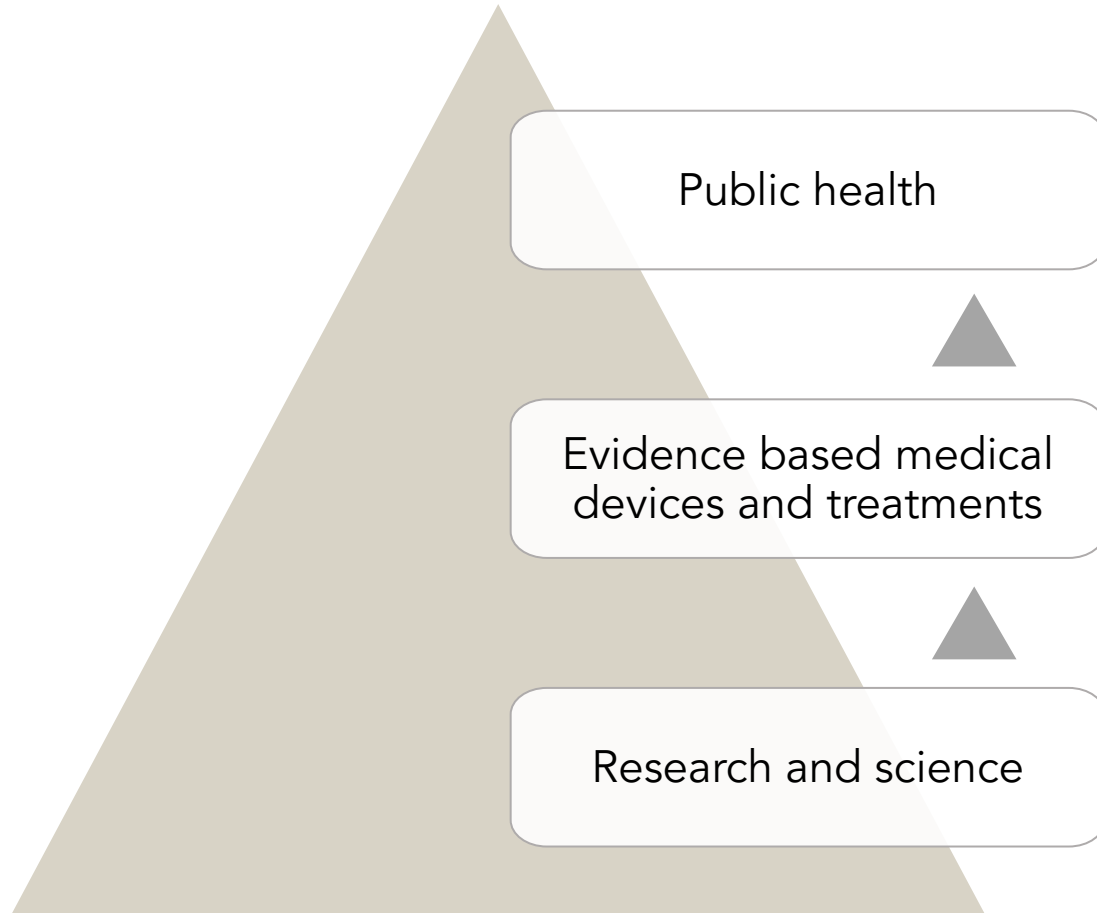 Public health
Evidence based medical
devices and treatments
Research and science